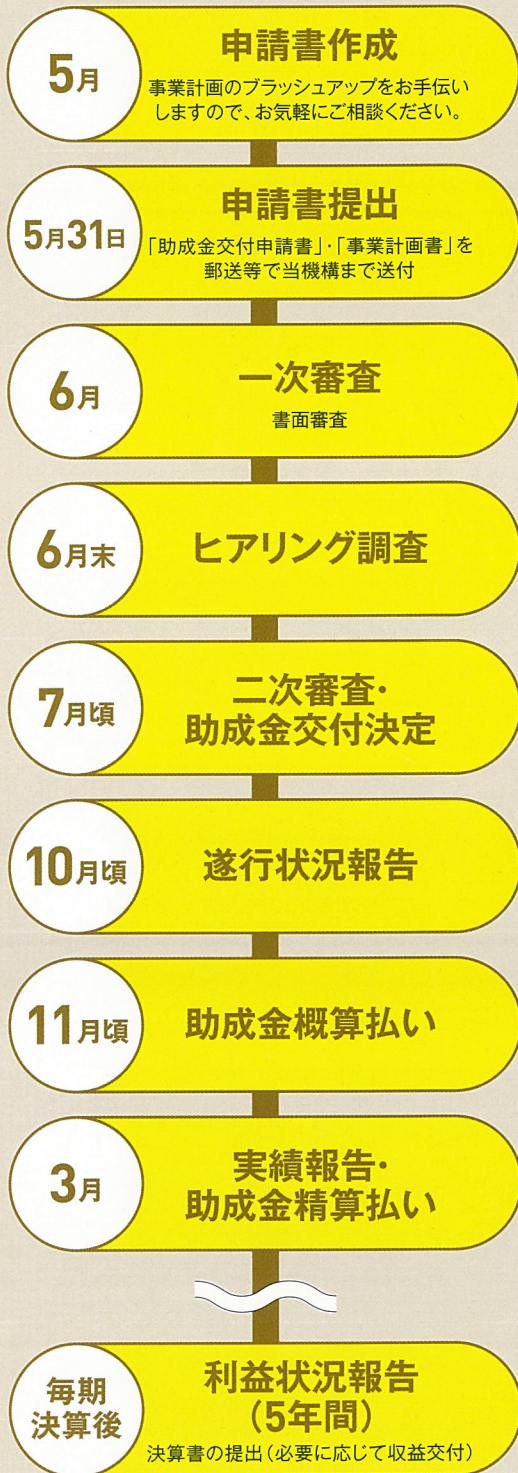 5月
申請書作成
事業計画のブラッシュアップをお手伝い
しますので、お気軽にご相談ください。
5月31日
申請書提出
「助成金交付申請書」・「事業計画書」を
郵送等で当機構まで送付
6月
一次審査
書面審査
6月末
ヒアリング調査
7月頃
二次審査・
助成金交付決定
10月頃
遂行状況報告
11月頃
助成金概算払い
3月
実績報告・
助成金精算払い
毎期
決算後
利益状況報告
(5年間)
決算書の提出(必要に応じて収益交付)